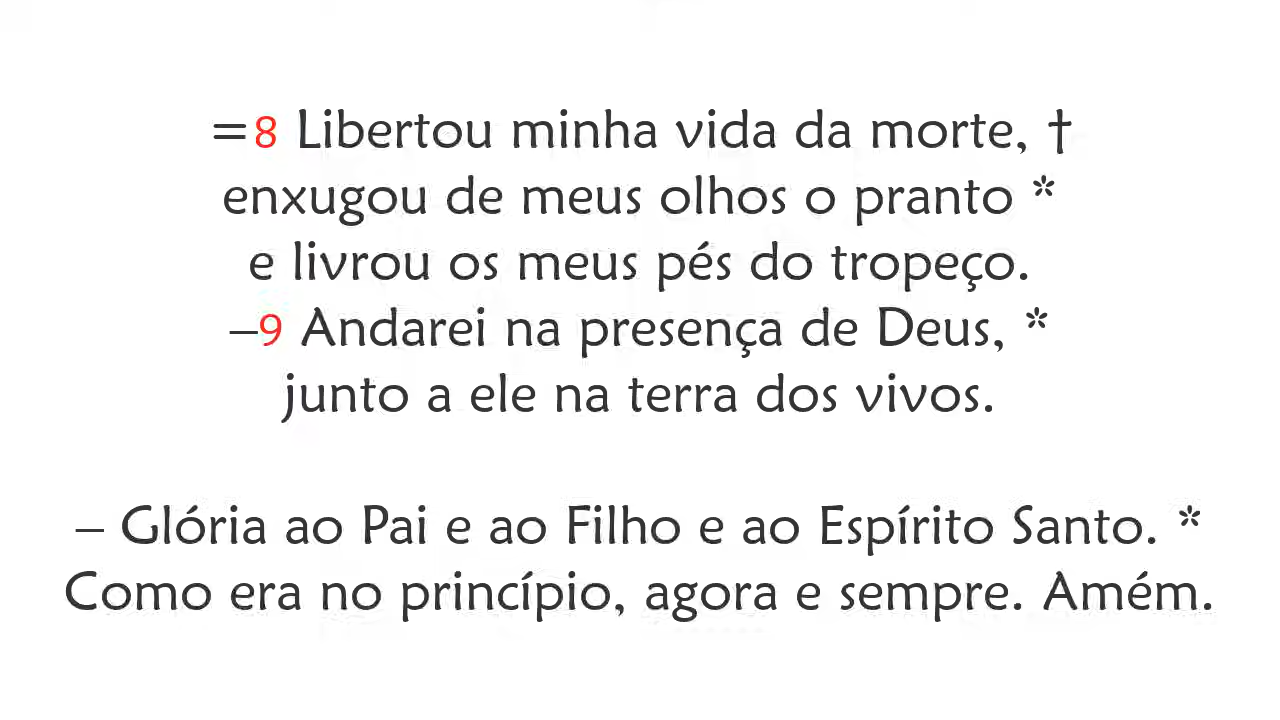 =8 Libertou minha vida da morte, †
enxugou de meus olhos o pranto *
e livrou os meus pés do tropeço.
–9 Andarei na presença de Deus, *
junto a ele na terra dos vivos.
– Glória ao Pai e ao Filho e ao Espírito Santo. *
Como era no princípio, agora e sempre. Amém.